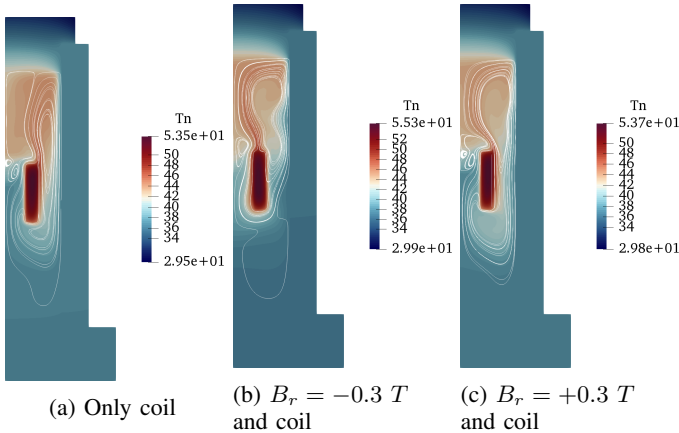 Tn
5.35e+01
50
48
46
44
42
40
38
36
34
2.95e+01
Tn
5.53e+01
52
50
48
46
44
42
40
38
36
34
2.99e+01
Tn
5.37e+01
50
48
46
44
42
40
38
36
34
2.98e+01
(a) Only coil
(b) B_r = −0.3 T
and coil
(c) B_r = +0.3 T
and coil